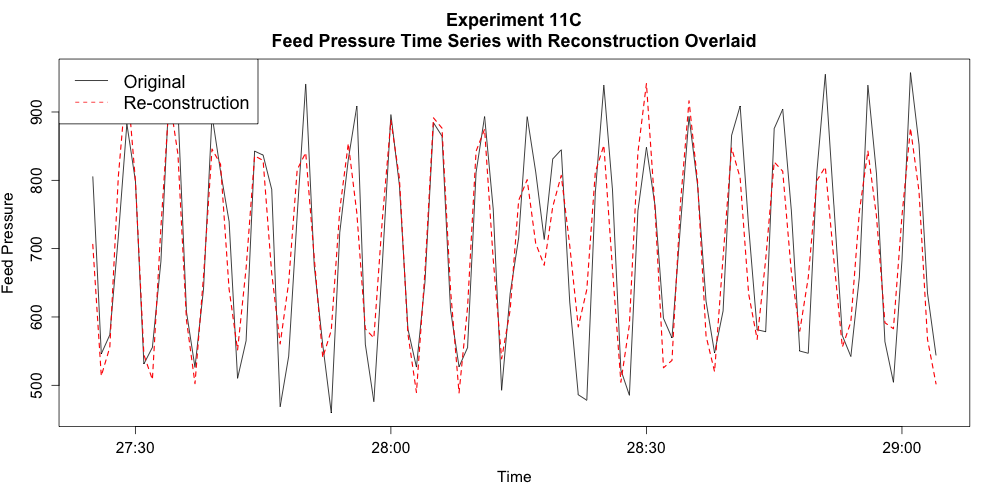 Experiment 11C
Feed Pressure Time Series with Reconstruction Overlaid
Original
Re-construction
Feed Pressure
900
800
700
600
500
27:30
28:00
28:30
29:00
Time